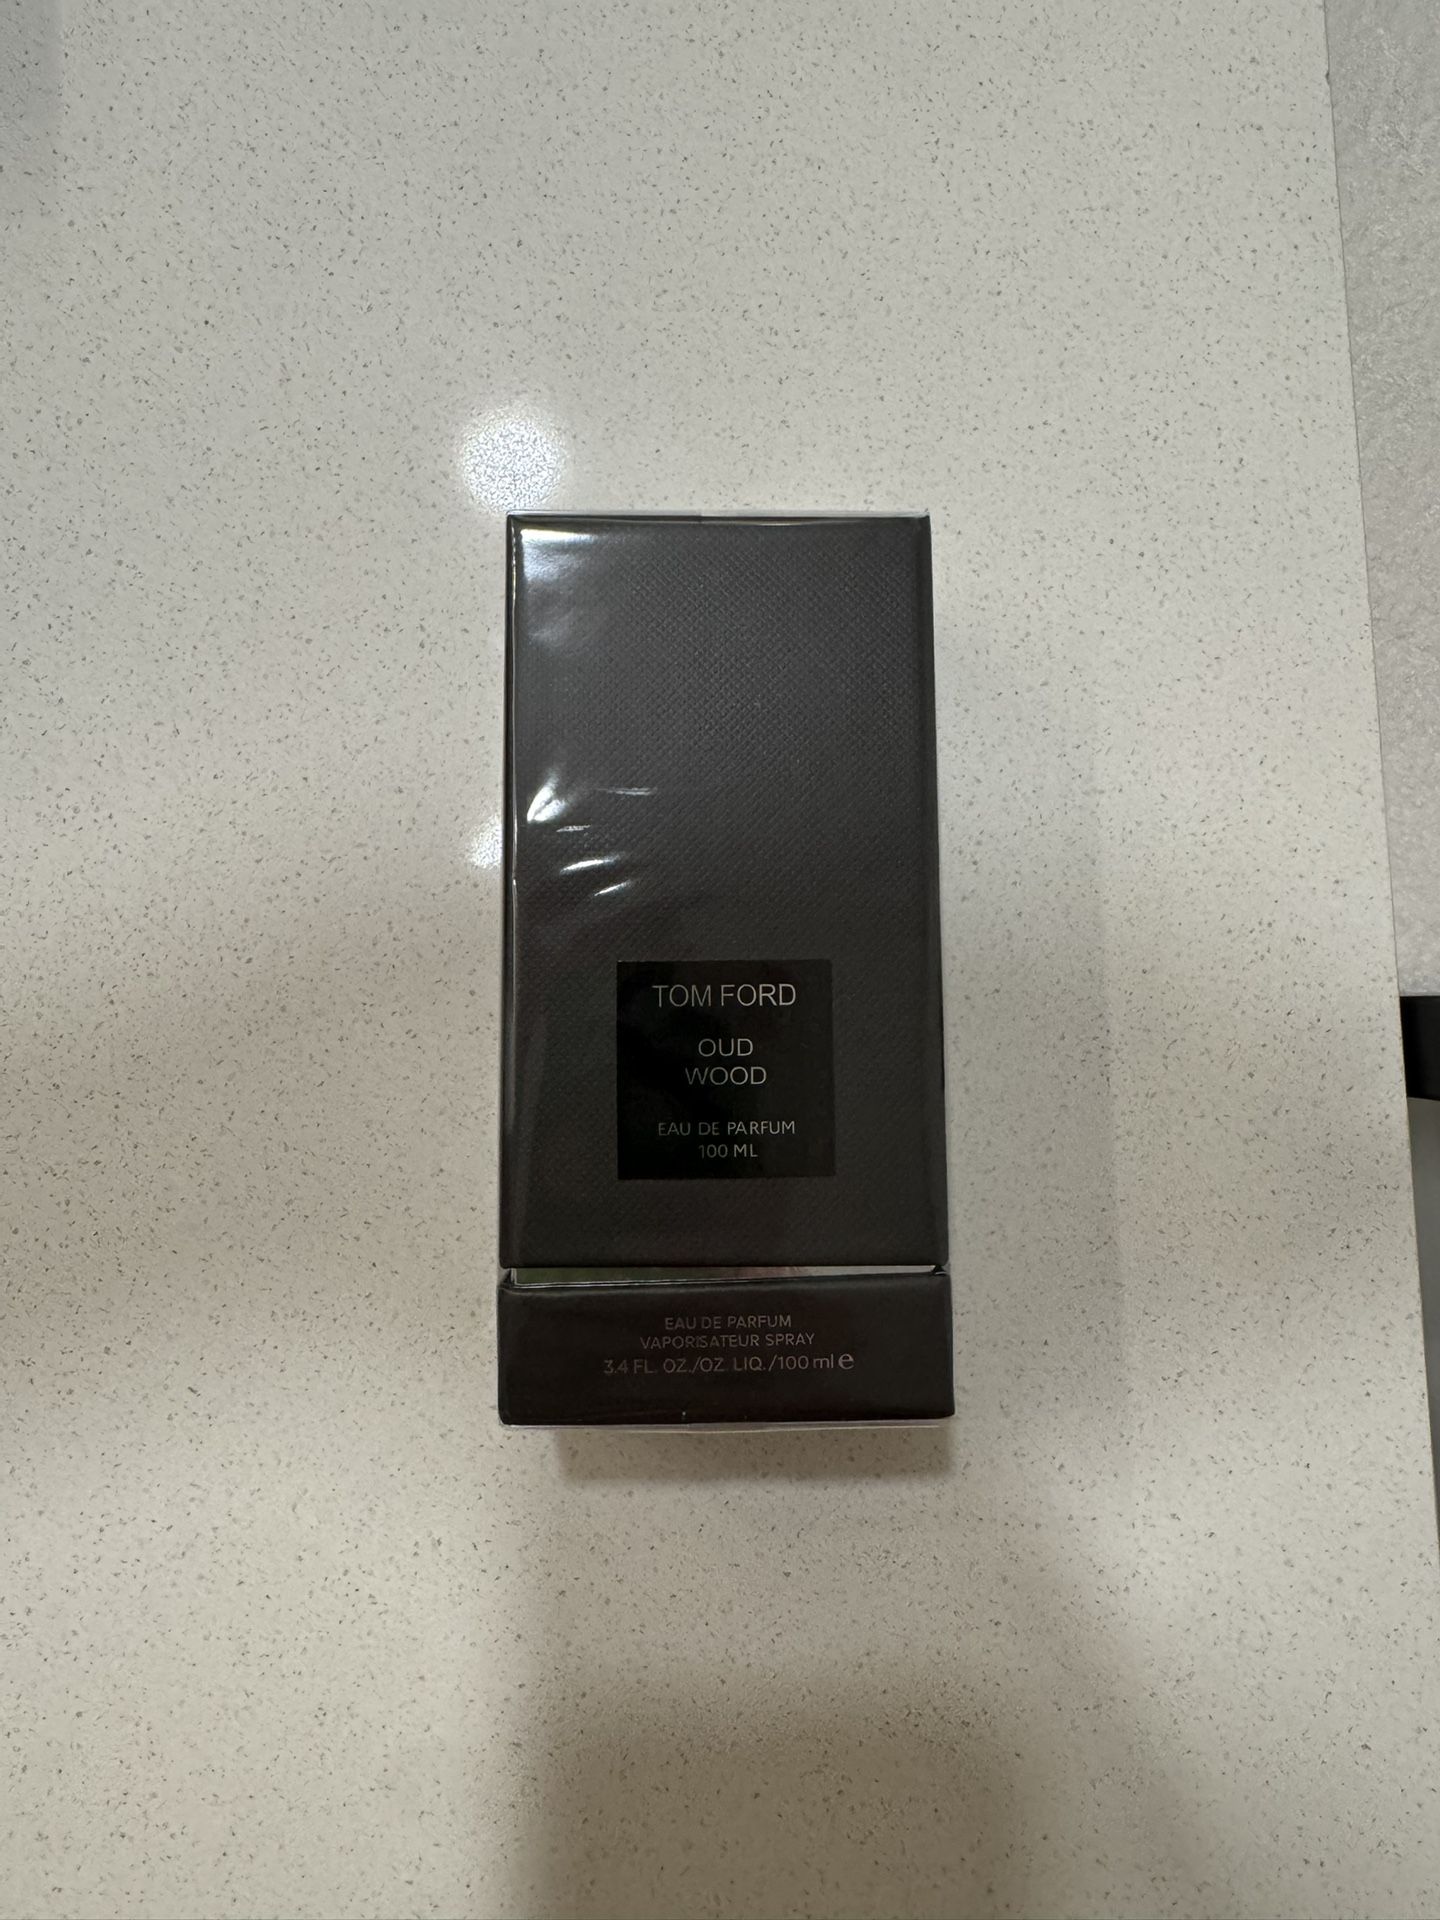 TOM FORD
OUD
WOOD
EAU DE PARFUM
100 ML
EAU DE PARFUM
VAPORISATEUR SPRAY
3.4 FL. OZ./OZ. LIQ./100 ml ℮